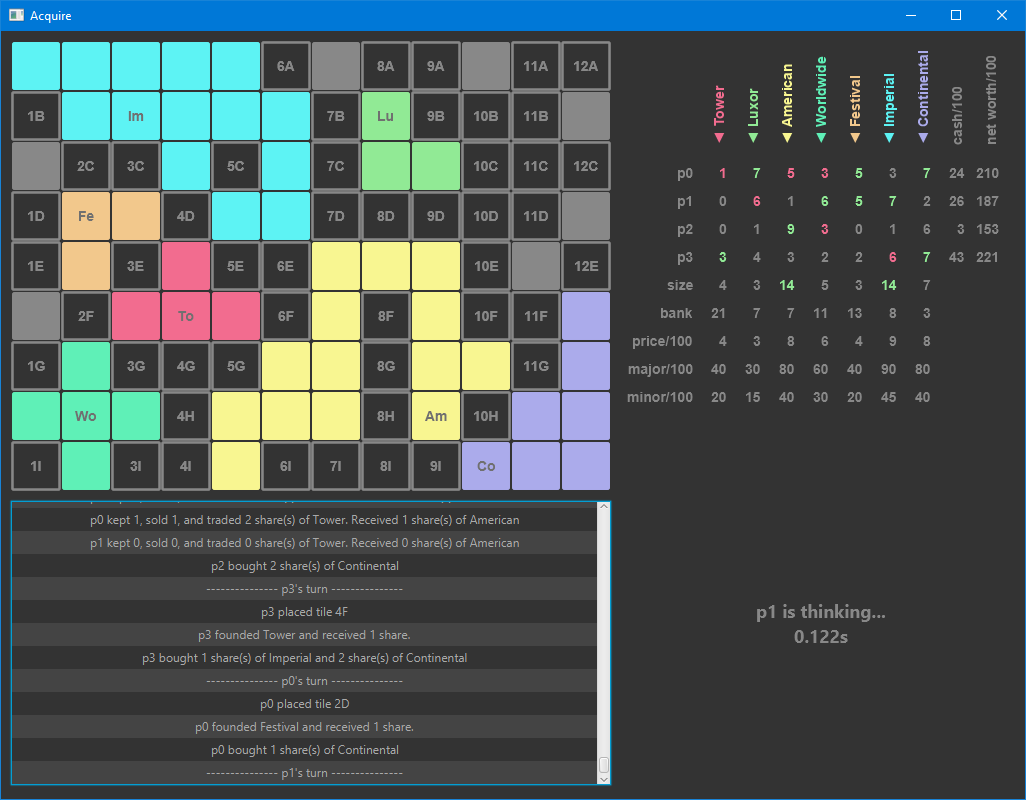 Acquire
6A 8A 9A 11A 12A
1B Im 7B Lu 9B 10B 11B
2C 3C 5C 7C 10C 11C 12C
1D Fe 4D 7D 8D 9D 10D 11D
1E 3E 5E 6E 10E 12E
2F To 6F 8F 10F 11F
1G 3G 4G 5G 8G 11G
Wo 4H 8H Am 10H
1I 3I 4I 6I 7I 8I 9I Co
Tower Luxor American Worldwide Festival Imperial Continental cash/100 net worth/100
p0 1 7 5 3 5 3 7 24 210
p1 0 6 1 6 5 7 2 26 187
p2 0 1 9 3 0 1 6 3 153
p3 3 4 3 2 2 6 7 43 221
size 4 3 14 5 3 14 7
bank 21 7 7 11 13 8 3
price/100 4 3 8 6 4 9 8
major/100 40 30 80 60 40 90 80
minor/100 20 15 40 30 20 45 40
p0 kept 1, sold 1, and traded 2 share(s) of Tower. Received 1 share(s) of American
p1 kept 0, sold 0, and traded 0 share(s) of Tower. Received 0 share(s) of American
p2 bought 2 share(s) of Continental
--------------- p3's turn ---------------
p3 placed tile 4F
p3 founded Tower and received 1 share.
p3 bought 1 share(s) of Imperial and 2 share(s) of Continental
--------------- p0's turn ---------------
p0 placed tile 2D
p0 founded Festival and received 1 share.
p0 bought 1 share(s) of Continental
--------------- p1's turn ---------------
p1 is thinking...
0.122s